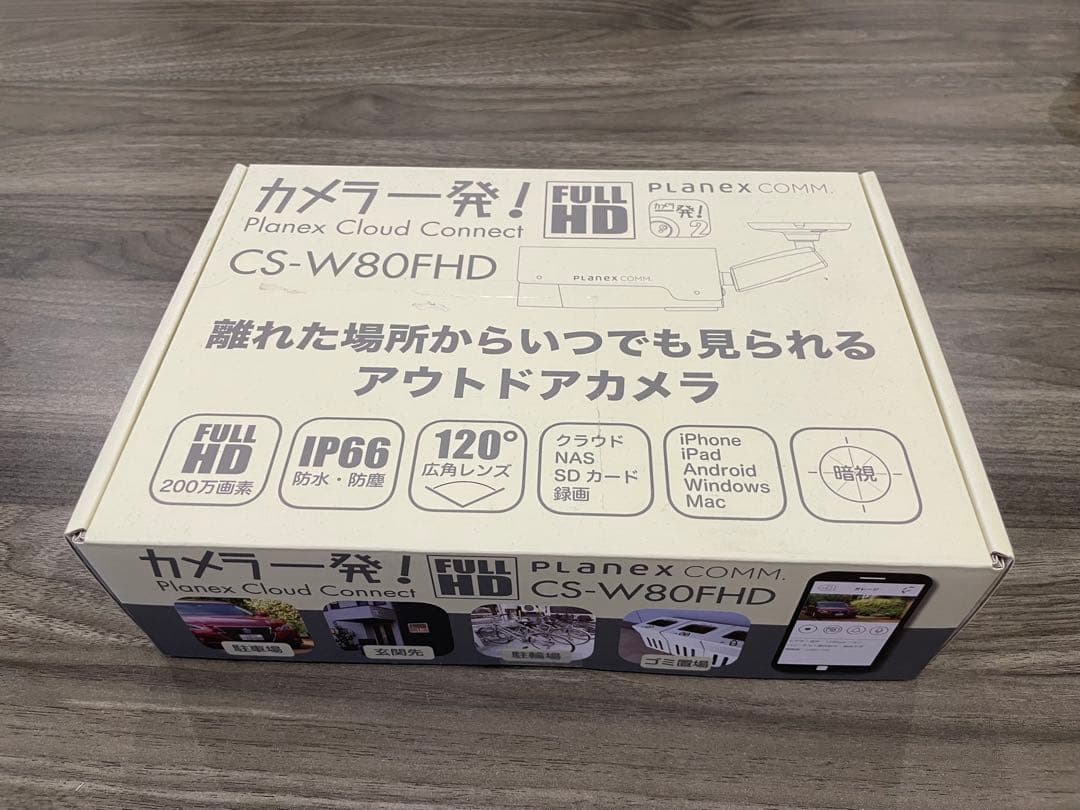 カメラ一発!
FULL
HD
PLanex COMM.
カメラ
一発!
Planex Cloud Connect
CS-W80FHD
PLanex COMM.
離れた場所からいつでも見られる
アウトドアカメラ
FULL
HD
200万画素
IP66
防水・防塵
120°
広角レンズ
クラウド
NAS
SD カード
録画
iPhone
iPad
Android
Windows
Mac
暗視
カメラ一発!
FULL
HD
PLanex COMM.
Planex Cloud Connect
CS-W80FHD
駐車場
玄関先
駐輪場
ゴミ置場
ガレージ